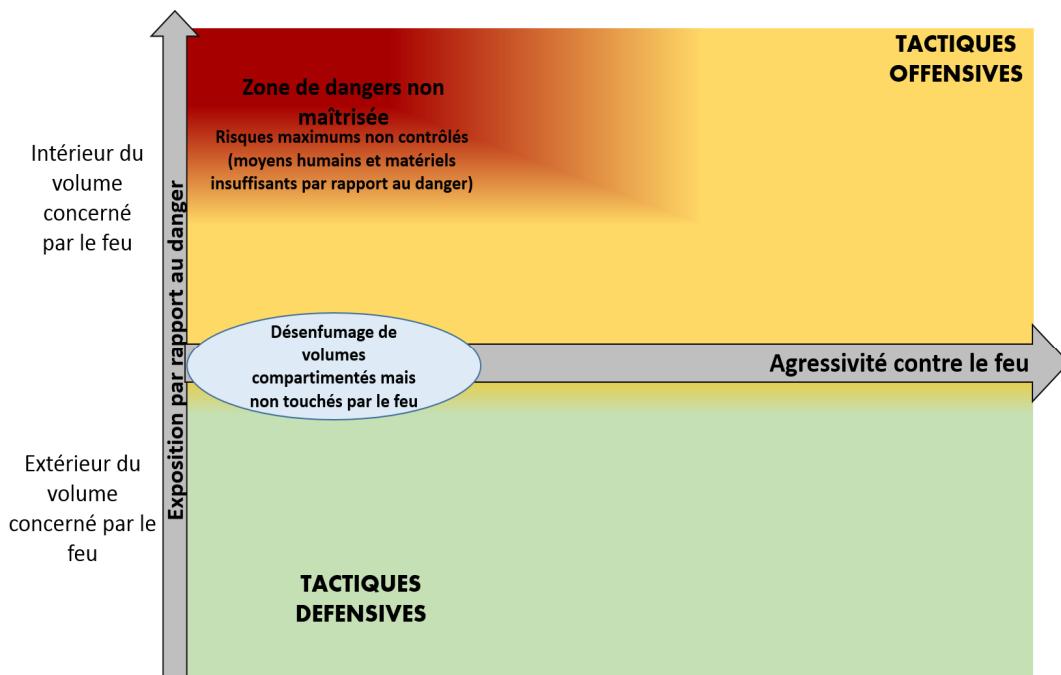 TACTIQUES
OFFENSIVES
Zone de dangers non
maîtrisée
Risques maximums non contrôlés
(moyens humains et matériels
insuffisants par rapport au danger)
Intérieur du
volume
concerné
par le feu
Exposition par rapport au danger
Désenfumage de
volumes
compartimentés mais
non touchés par le feu
Agressivité contre le feu
Extérieur du
volume
concerné par le
feu
TACTIQUES
DEFENSIVES